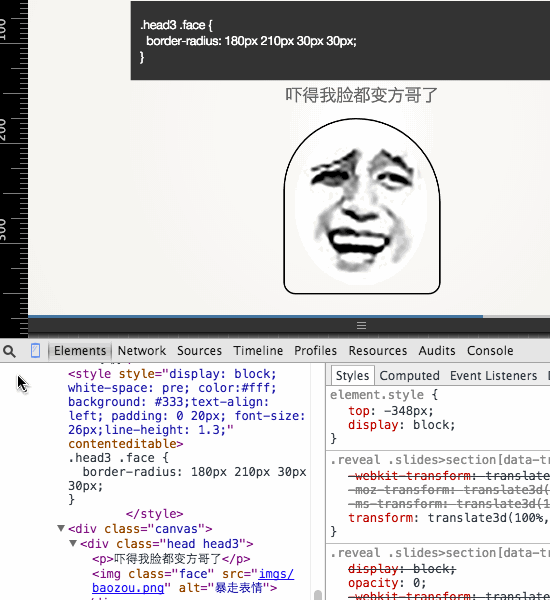 .head3 .face {
border-radius: 180px 210px 30px 30px;
}
吓得我脸都变方哥了
100
200
300
Elements Network Sources Timeline Profiles Resources Audits Console
<style style="display: block;
white-space: pre; color:#fff;
background: #333;text-align:
left; padding: 0 20px; font-size:
26px;line-height: 1.3;"
contenteditable>
.head3 .face {
border-radius: 180px 210px 30px
30px;
}
</style>
<div class="canvas">
<div class="head head3">
<p>吓得我脸都变方哥了</p>
<img class="face" src="imgs/
baozou.png" alt="暴走表情">
Styles Computed Event Listeners
element.style {
top: -348px;
display: block;
}
.reveal .slides>section[data-t
-webkit-transform: translate
-moz-transform: translate3d(
-ms-transform: translate3d(1
transform: translate3d(100%,
}
.reveal .slides>section[data-t
display: block;
opacity: 0;
-webkit-transform: translate